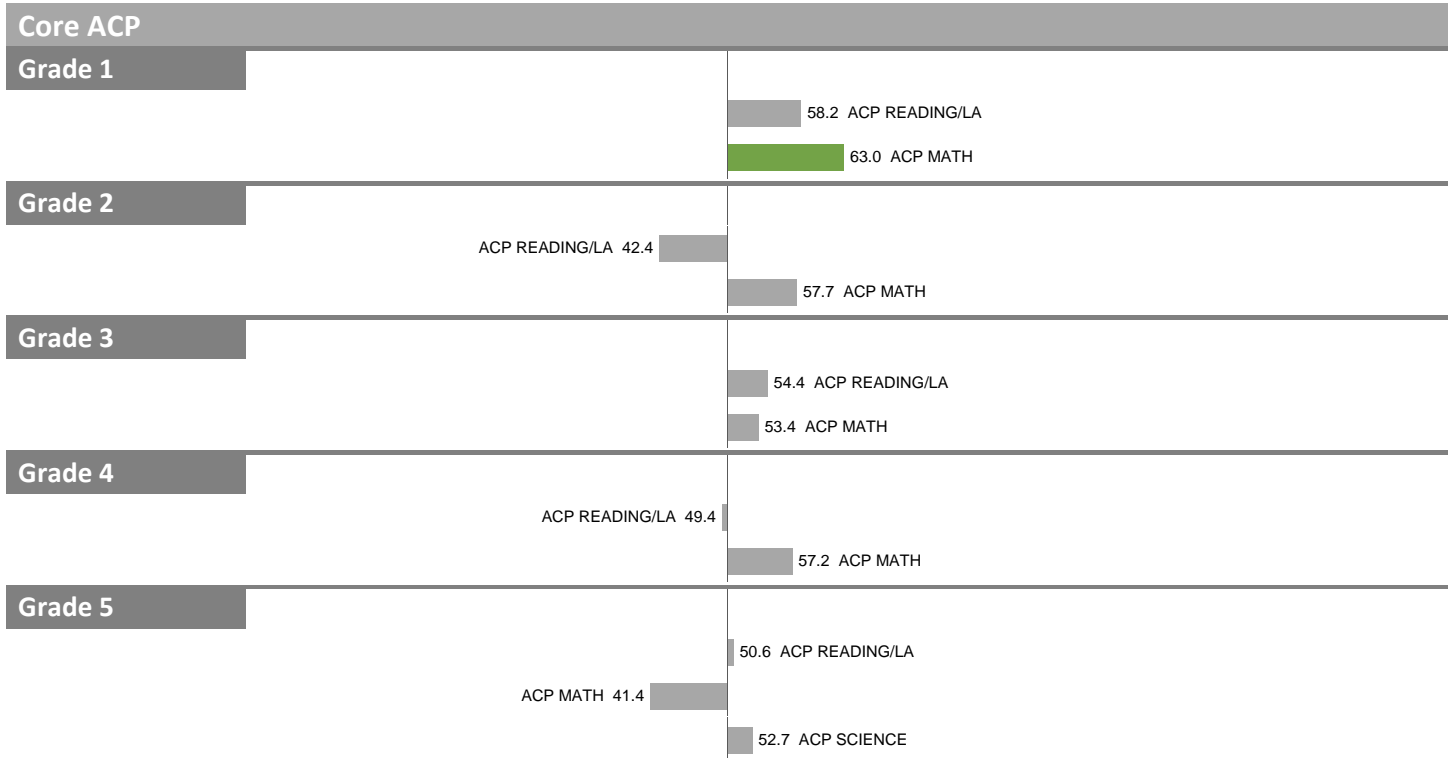 Core ACP
Grade 1
58.2 ACP READING/LA
63.0 ACP MATH
Grade 2
ACP READING/LA 42.4
57.7 ACP MATH
Grade 3
54.4 ACP READING/LA
53.4 ACP MATH
Grade 4
ACP READING/LA 49.4
57.2 ACP MATH
Grade 5
50.6 ACP READING/LA
ACP MATH 41.4
52.7 ACP SCIENCE